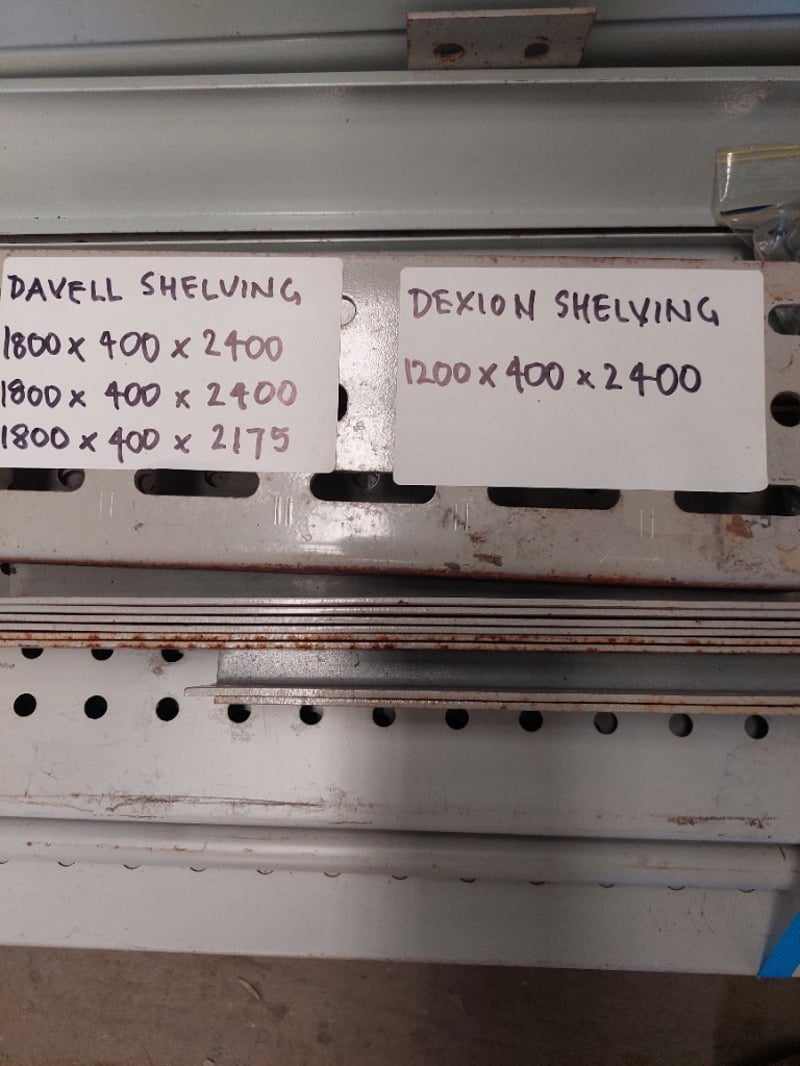 DAVELL SHELVING
1800 x 400 x 2400
1800 x 400 x 2400
1800 x 400 x 2175
DEXION SHELVING
1200 x 400 x 2400